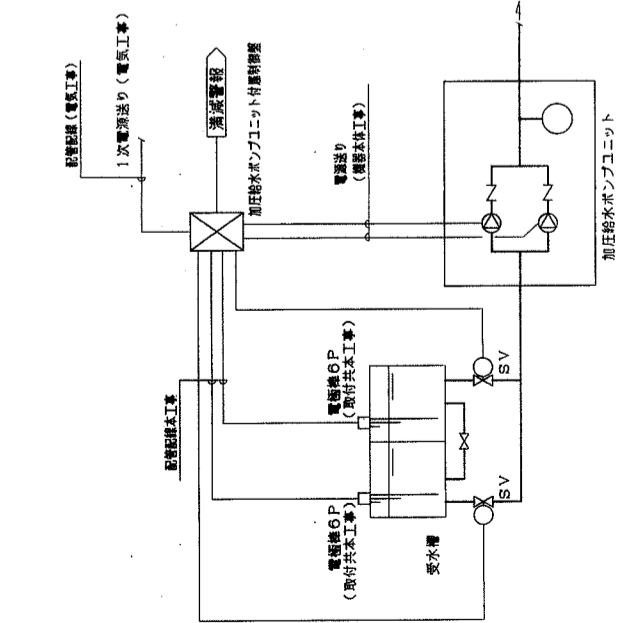 配管配線（電気工事）
1次電源送り（電気工事）
満減警報
加圧給水ポンプユニット付属制御盤
電源送り
（機器本体工事）
加圧給水ポンプユニット
配管配線本工事
電極棒6P
（取付共本工事）
電極棒6P
（取付共本工事）
SV
SV
受水槽